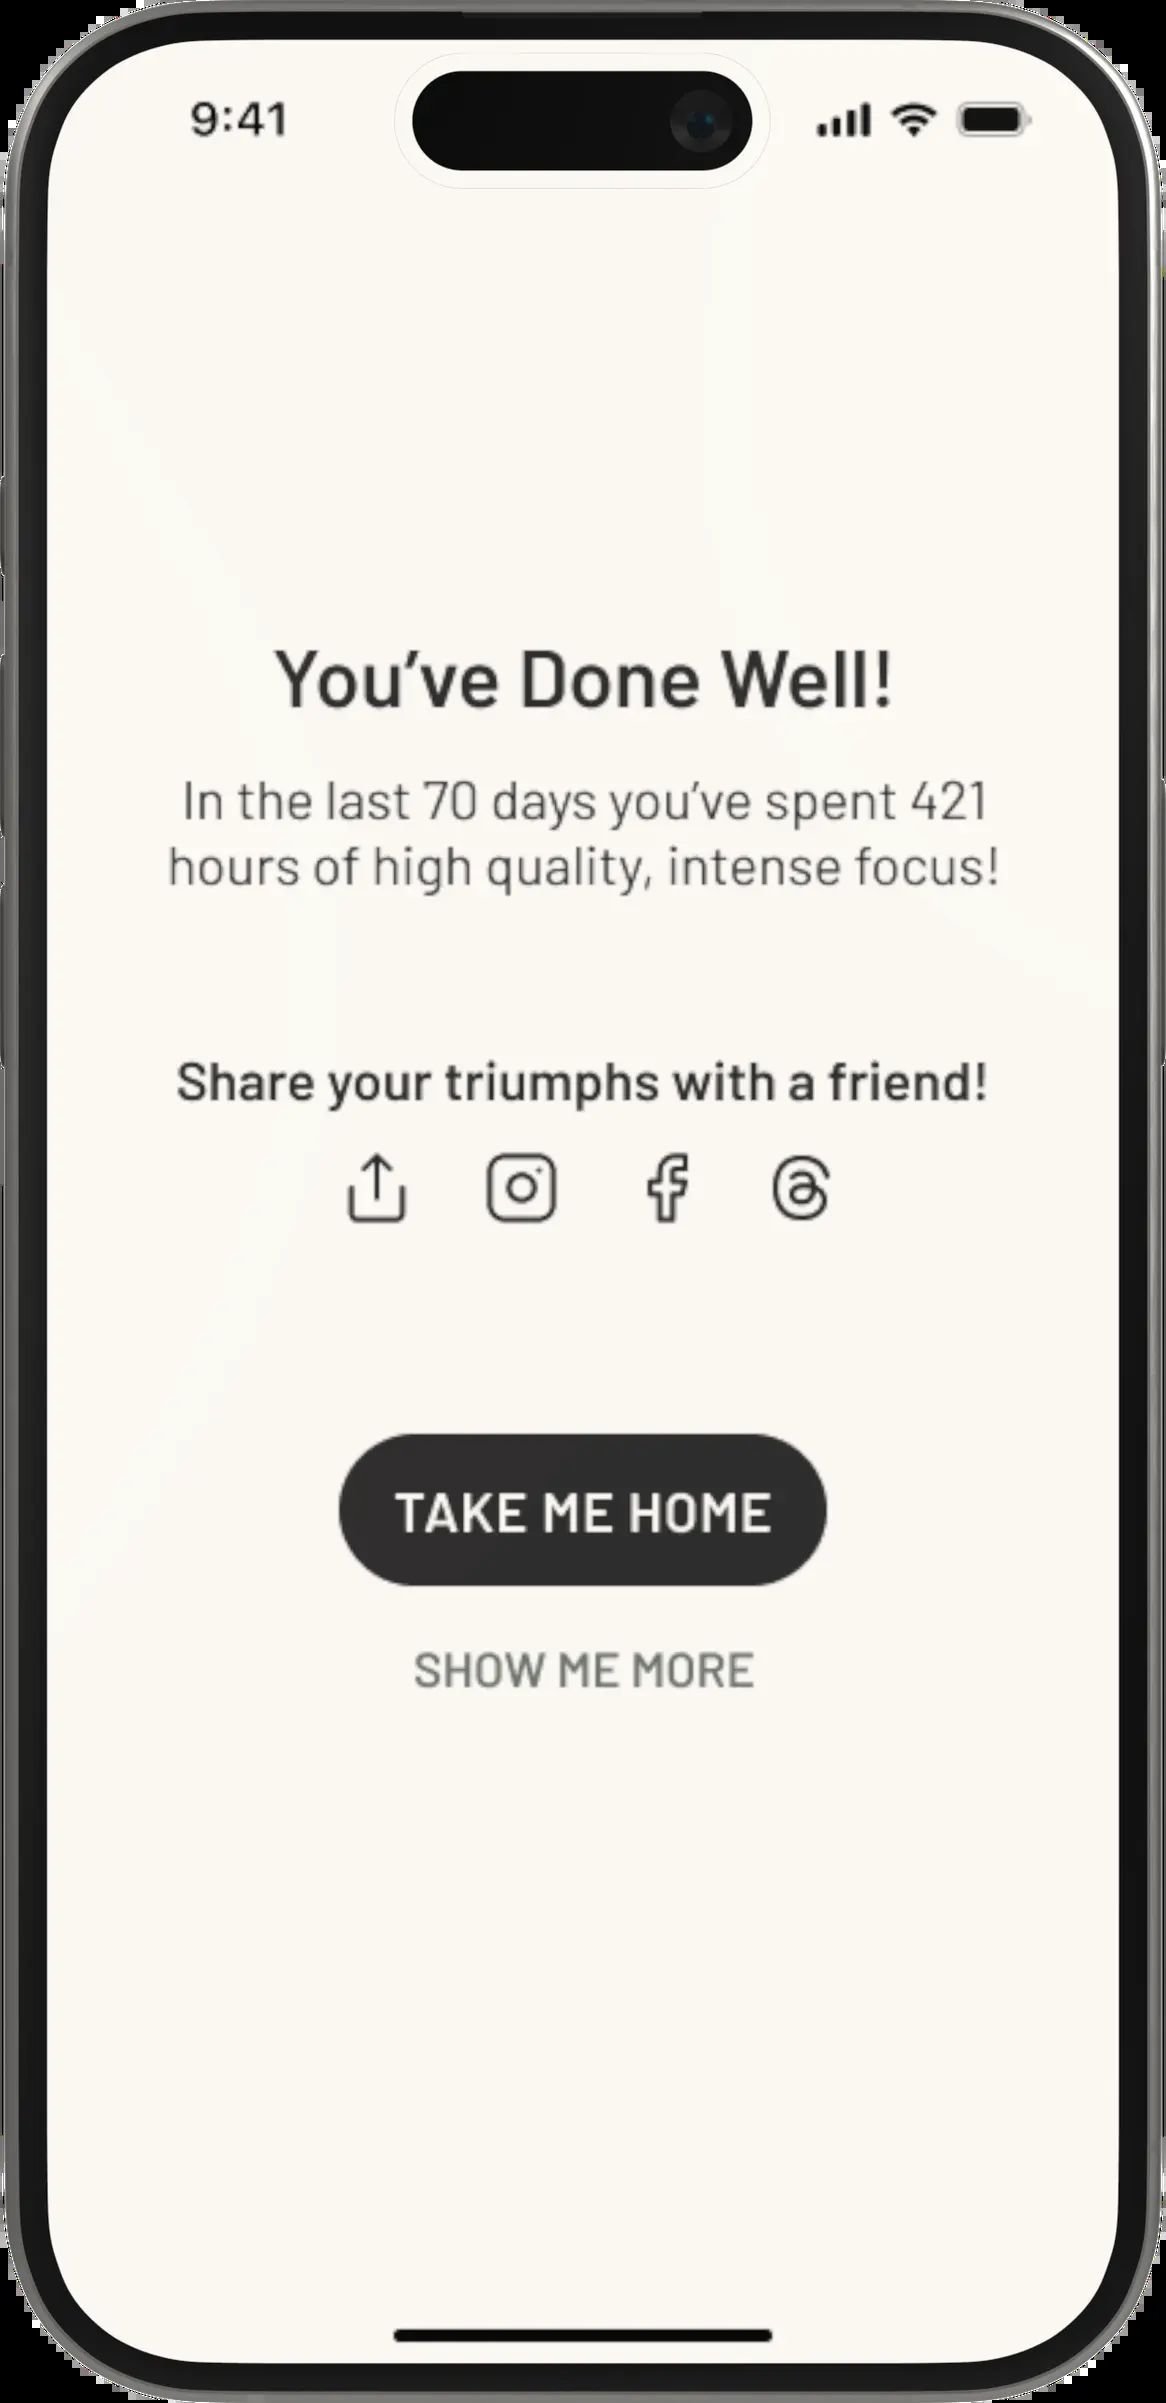 9:41
You’ve Done Well!
In the last 70 days you’ve spent 421
hours of high quality, intense focus!
Share your triumphs with a friend!
TAKE ME HOME
SHOW ME MORE